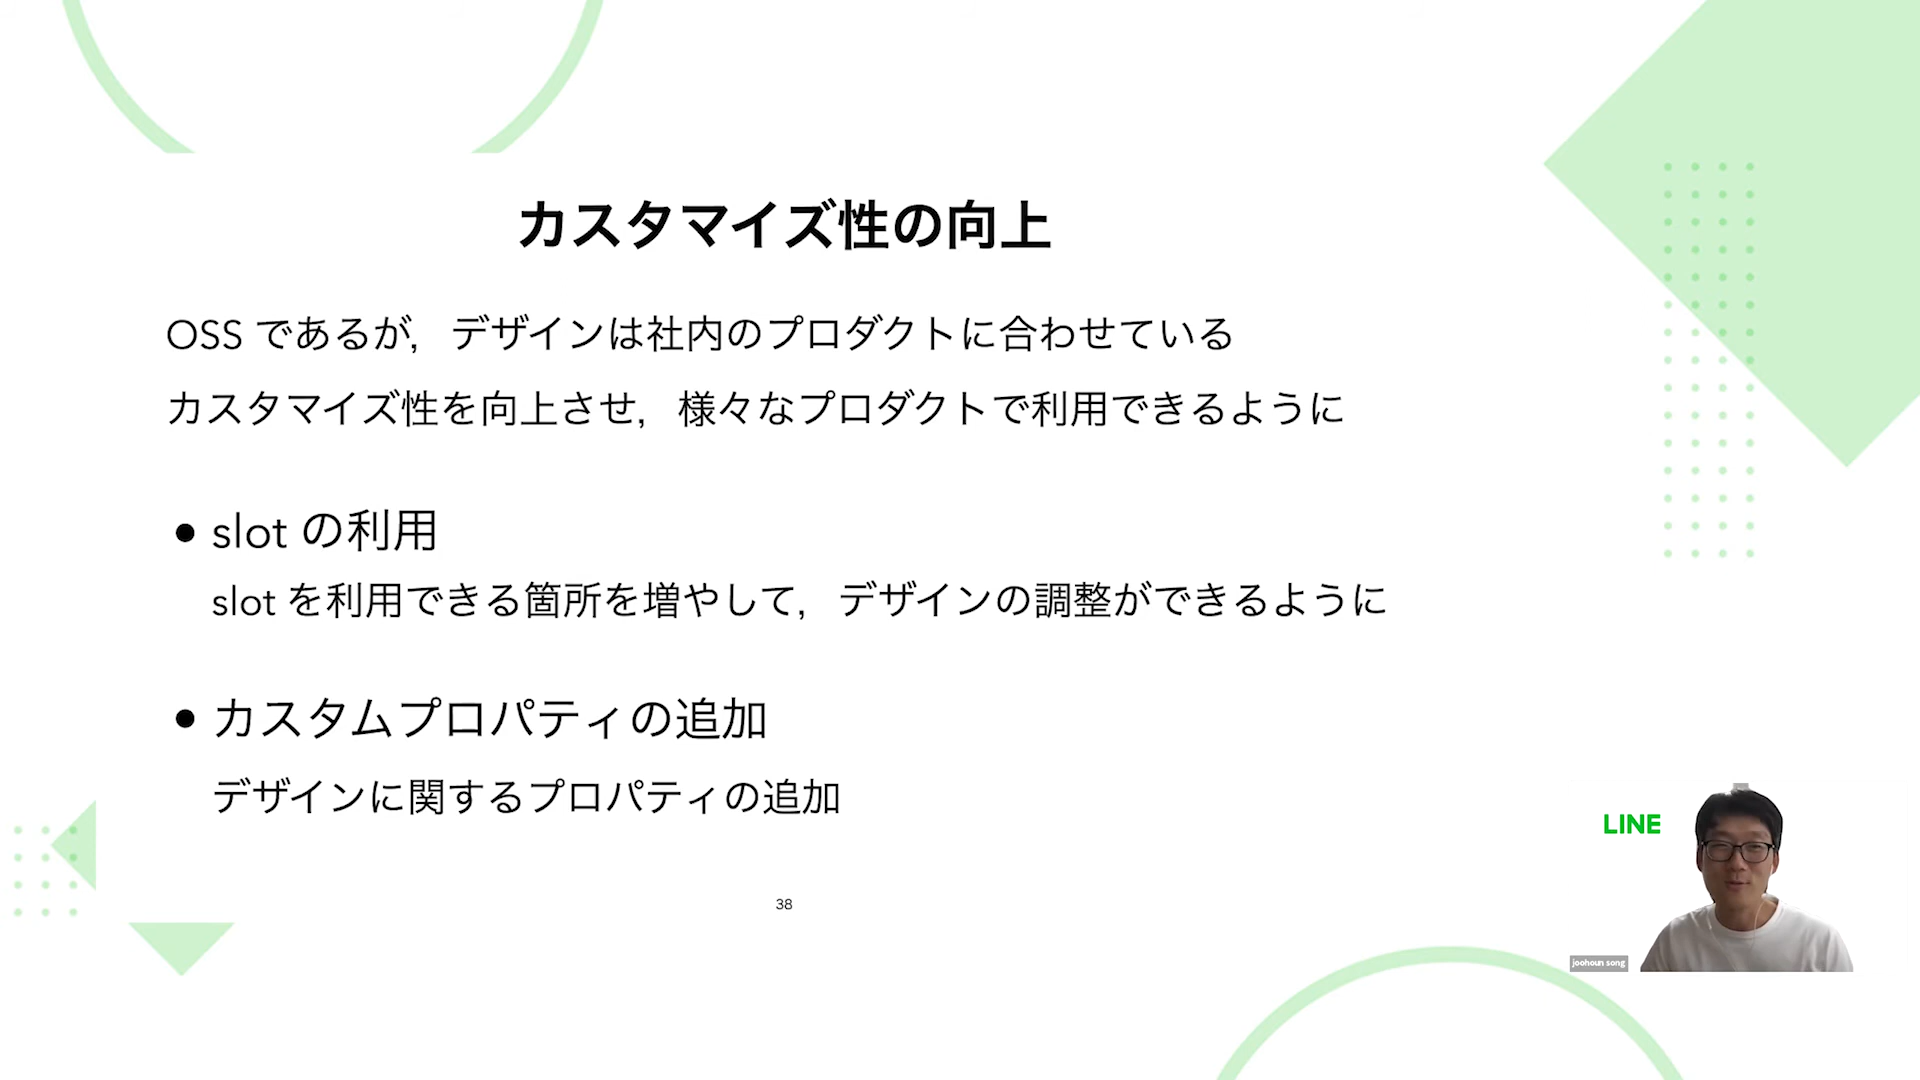 カスタマイズ性の向上
OSS であるが，デザインは社内のプロダクトに合わせている
カスタマイズ性を向上させ，様々なプロダクトで利用できるように
● slot の利用
slot を利用できる箇所を増やして，デザインの調整ができるように
● カスタムプロパティの追加
デザインに関するプロパティの追加
38
LINE
joohoun song